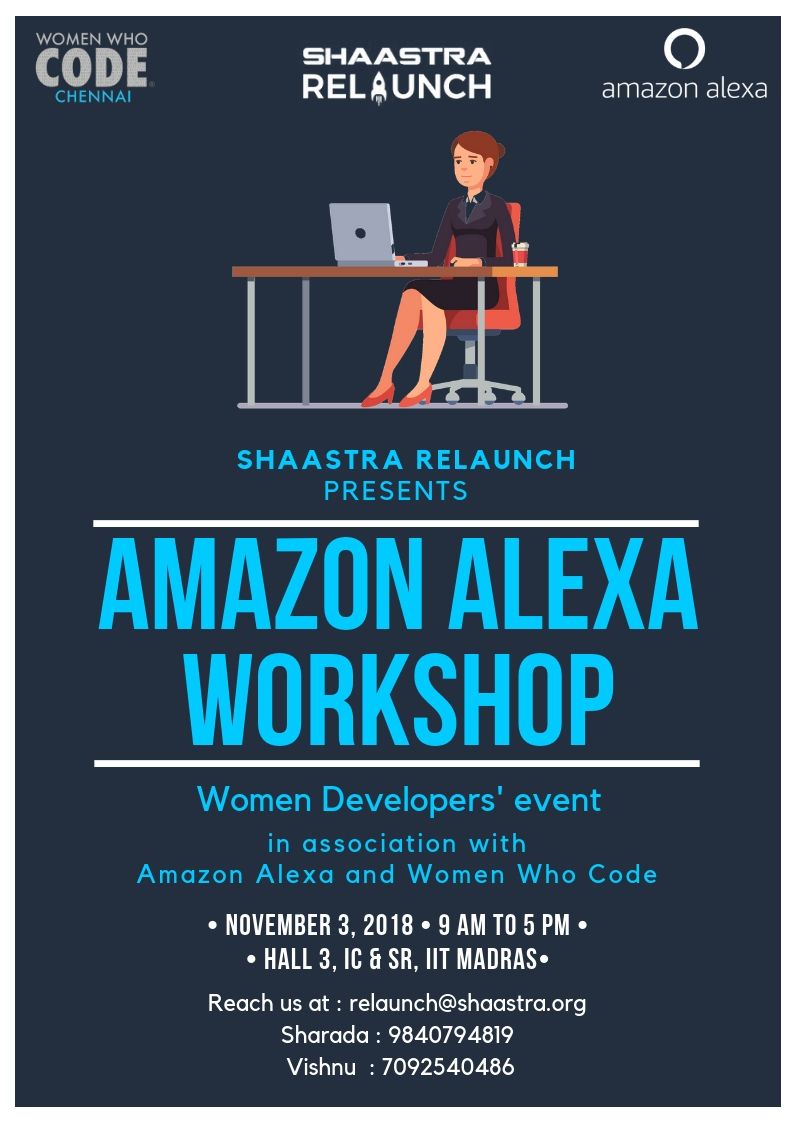 WOMEN WHO
CODE
CHENNAI
SHAASTRA
RELAUNCH
amazon alexa
SHAASTRA RELAUNCH
PRESENTS
AMAZON ALEXA
WORKSHOP
Women Developers' event
in association with
Amazon Alexa and Women Who Code
• NOVEMBER 3, 2018 • 9 AM TO 5 PM •
• HALL 3, IC & SR, IIT MADRAS•
Reach us at : relaunch@shaastra.org
Sharada : 9840794819
Vishnu : 7092540486